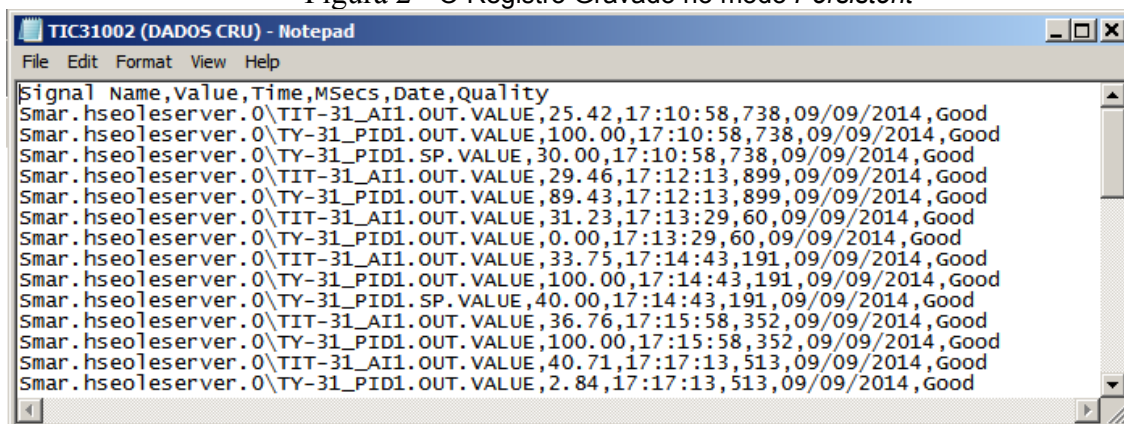 Figura 2 - O Registro Gravado no modo Persistent
TIC31002 (DADOS CRU) - Notepad
File Edit Format View Help
Signal Name,Value,Time,MSecs,Date,Quality
Smar.hseoleserver.0\TIT-31_AI1.OUT.VALUE,25.42,17:10:58,738,09/09/2014,Good
Smar.hseoleserver.0\TY-31_PID1.OUT.VALUE,100.00,17:10:58,738,09/09/2014,Good
Smar.hseoleserver.0\TY-31_PID1.SP.VALUE,30.00,17:10:58,738,09/09/2014,Good
Smar.hseoleserver.0\TIT-31_AI1.OUT.VALUE,29.46,17:12:13,899,09/09/2014,Good
Smar.hseoleserver.0\TY-31_PID1.OUT.VALUE,89.43,17:12:13,899,09/09/2014,Good
Smar.hseoleserver.0\TIT-31_AI1.OUT.VALUE,31.23,17:13:29,60,09/09/2014,Good
Smar.hseoleserver.0\TY-31_PID1.OUT.VALUE,0.00,17:13:29,60,09/09/2014,Good
Smar.hseoleserver.0\TIT-31_AI1.OUT.VALUE,33.75,17:14:43,191,09/09/2014,Good
Smar.hseoleserver.0\TY-31_PID1.OUT.VALUE,100.00,17:14:43,191,09/09/2014,Good
Smar.hseoleserver.0\TY-31_PID1.SP.VALUE,40.00,17:14:43,191,09/09/2014,Good
Smar.hseoleserver.0\TIT-31_AI1.OUT.VALUE,36.76,17:15:58,352,09/09/2014,Good
Smar.hseoleserver.0\TY-31_PID1.OUT.VALUE,100.00,17:15:58,352,09/09/2014,Good
Smar.hseoleserver.0\TIT-31_AI1.OUT.VALUE,40.71,17:17:13,513,09/09/2014,Good
Smar.hseoleserver.0\TY-31_PID1.OUT.VALUE,2.84,17:17:13,513,09/09/2014,Good